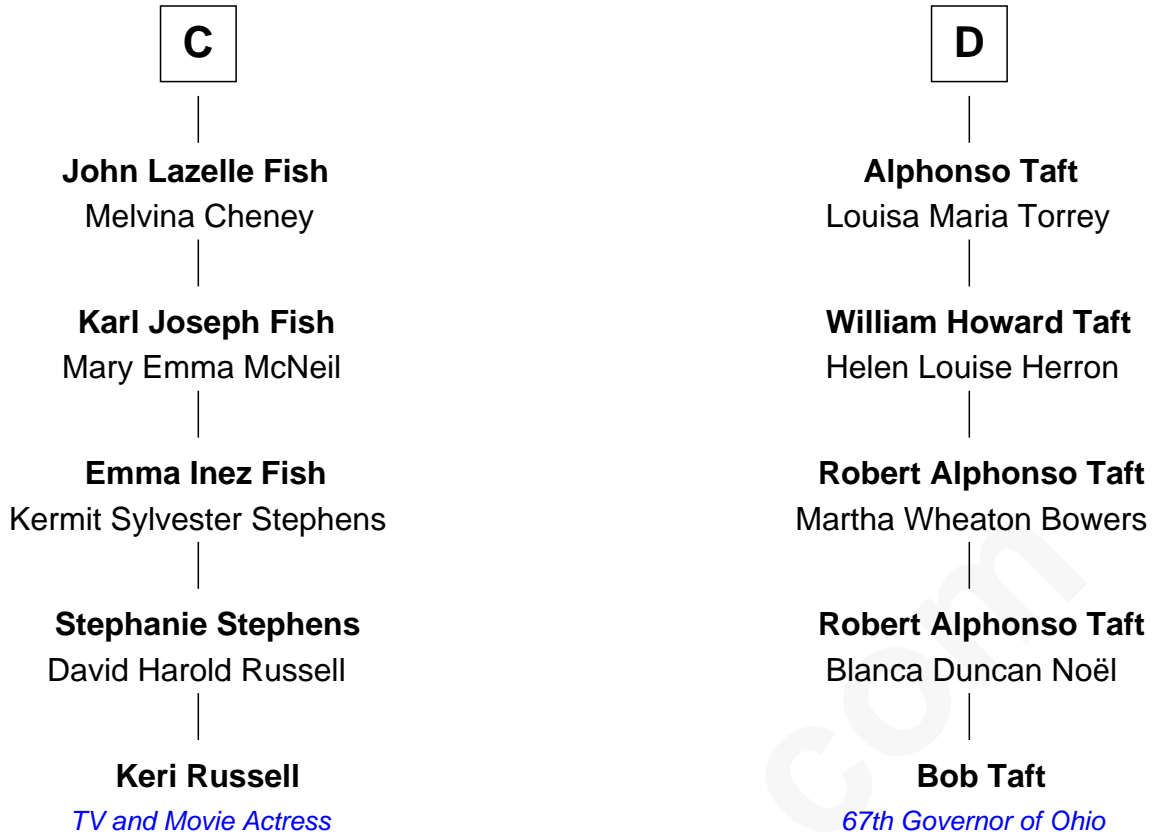 C
John Lazelle Fish
Melvina Cheney
Karl Joseph Fish
Mary Emma McNeil
Emma Inez Fish
Kermit Sylvester Stephens
Stephanie Stephens
David Harold Russell
Keri Russell
TV and Movie Actress
D
Alphonso Taft
Louisa Maria Torrey
William Howard Taft
Helen Louise Herron
Robert Alphonso Taft
Martha Wheaton Bowers
Robert Alphonso Taft
Blanca Duncan Noël
Bob Taft
67th Governor of Ohio
com